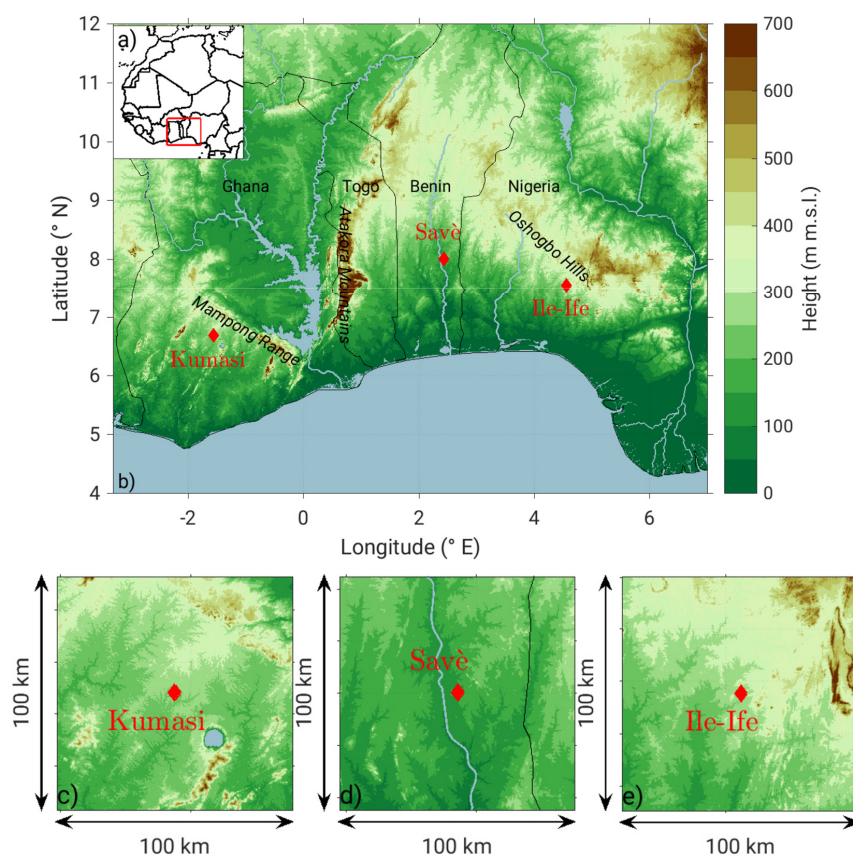 a)
12
11
10
9
8
7
6
5
4
Latitude (° N)
Ghana
Togo
Benin
Nigeria
Atakora Mountains
Savè
Oshogbo Hills
Ile-Ife
Mampong Range
Kumasi
b)
-2
0
2
4
6
Longitude (° E)
700
600
500
400
300
200
100
0
Height (m m.s.l.)
100 km
Kumasi
c)
100 km
Savè
d)
100 km
100 km
Ile-Ife
e)
100 km